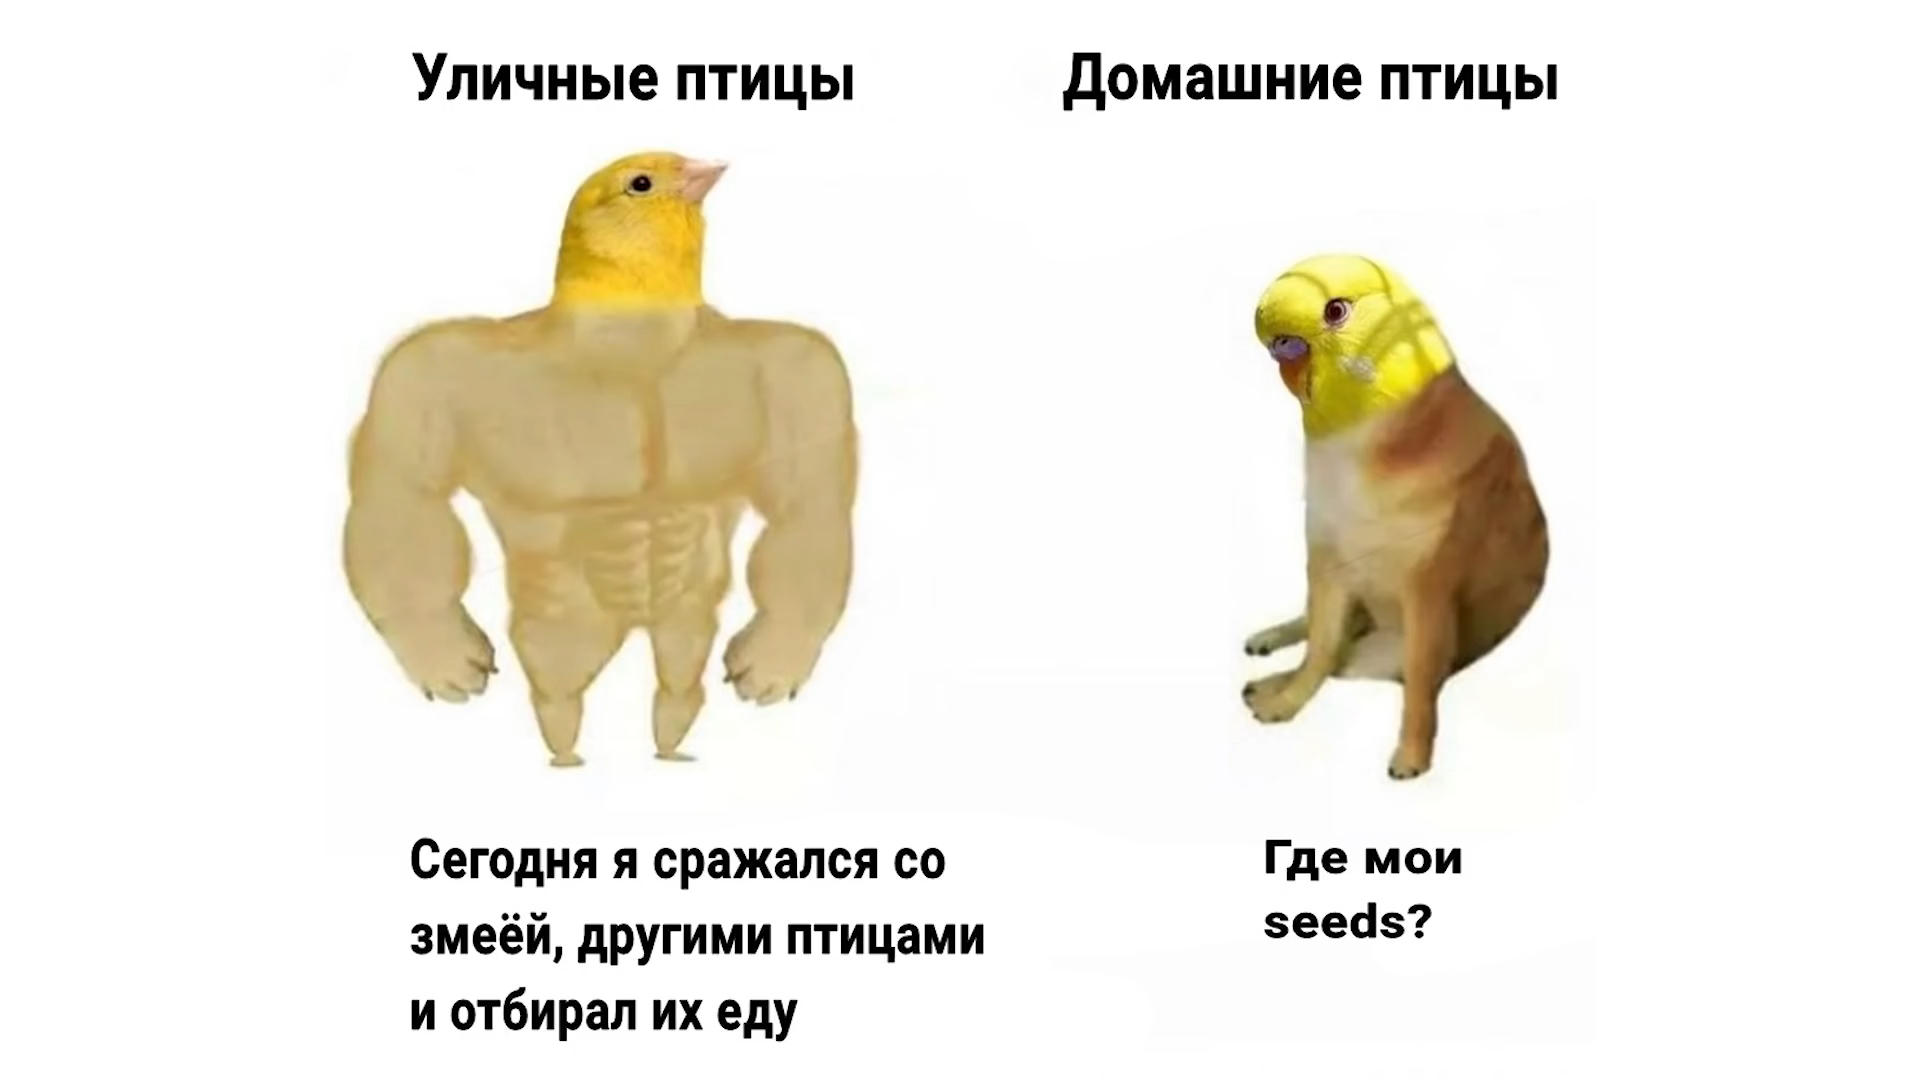 Уличные птицы
Домашние птицы
Сегодня я сражался со
змеёй, другими птицами
и отбирал их еду
Где мои
seeds?